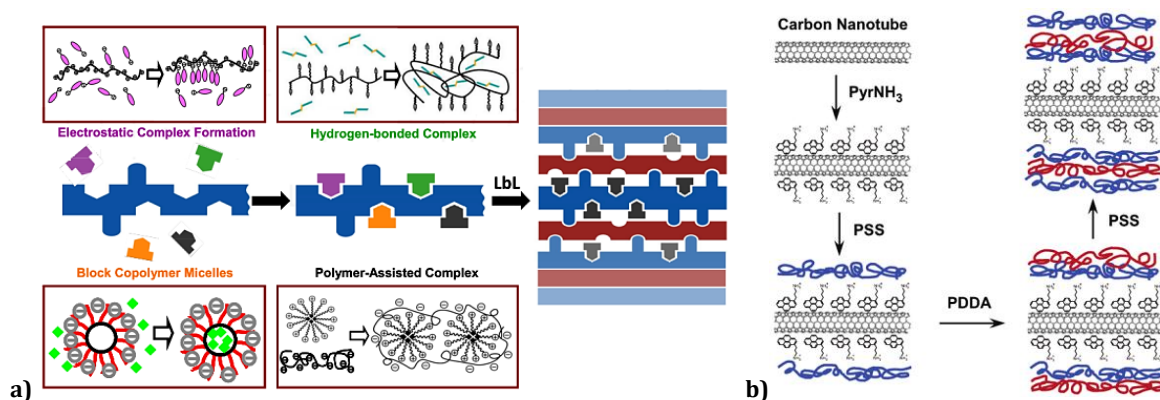 Electrostatic Complex Formation
Hydrogen-bonded Complex
LbL
Block Copolymer Micelles
Polymer-Assisted Complex
a)
Carbon Nanotube
PyrNH₃
PSS
PDDA
PSS
b)